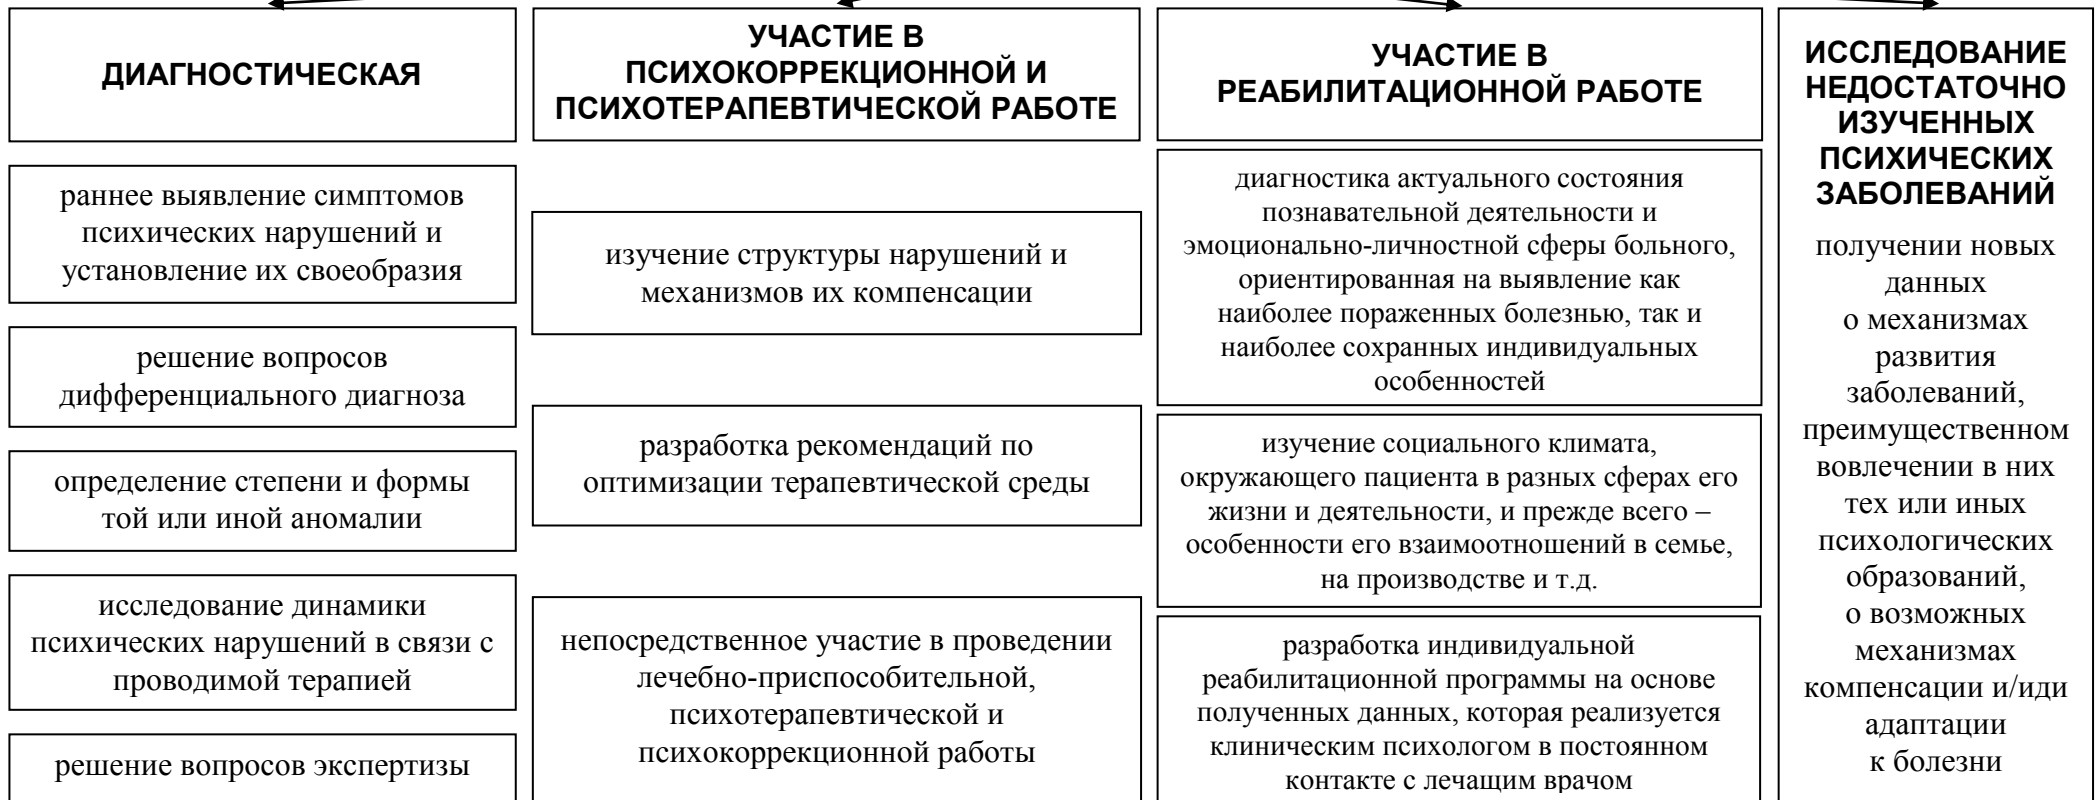 ДИАГНОСТИЧЕСКАЯ
раннее выявление симптомов
психических нарушений и
установление их своеобразия
решение вопросов
дифференциального диагноза
определение степени и формы
той или иной аномалии
исследование динамики
психических нарушений в связи с
проводимой терапией
решение вопросов экспертизы
УЧАСТИЕ В
ПСИХОКОРРЕКЦИОННОЙ И
ПСИХОТЕРАПЕВТИЧЕСКОЙ РАБОТЕ
изучение структуры нарушений и
механизмов их компенсации
разработка рекомендаций по
оптимизации терапевтической среды
непосредственное участие в проведении
лечебно-приспособительной,
психотерапевтической и
психокоррекционной работы
УЧАСТИЕ В
РЕАБИЛИТАЦИОННОЙ РАБОТЕ
диагностика актуального состояния
познавательной деятельности и
эмоционально-личностной сферы больного,
ориентированная на выявление как
наиболее пораженных болезнью, так и
наиболее сохранных индивидуальных
особенностей
изучение социального климата,
окружающего пациента в разных сферах его
жизни и деятельности, и прежде всего –
особенности его взаимоотношений в семье,
на производстве и т.д.
разработка индивидуальной
реабилитационной программы на основе
полученных данных, которая реализуется
клиническим психологом в постоянном
контакте с лечащим врачом
ИССЛЕДОВАНИЕ
НЕДОСТАТОЧНО
ИЗУЧЕННЫХ
ПСИХИЧЕСКИХ
ЗАБОЛЕВАНИЙ
получении новых
данных
о механизмах
развития
заболеваний,
преимущественном
вовлечении в них
тех или иных
психологических
образований,
о возможных
механизмах
компенсации и/иди
адаптации
к болезни